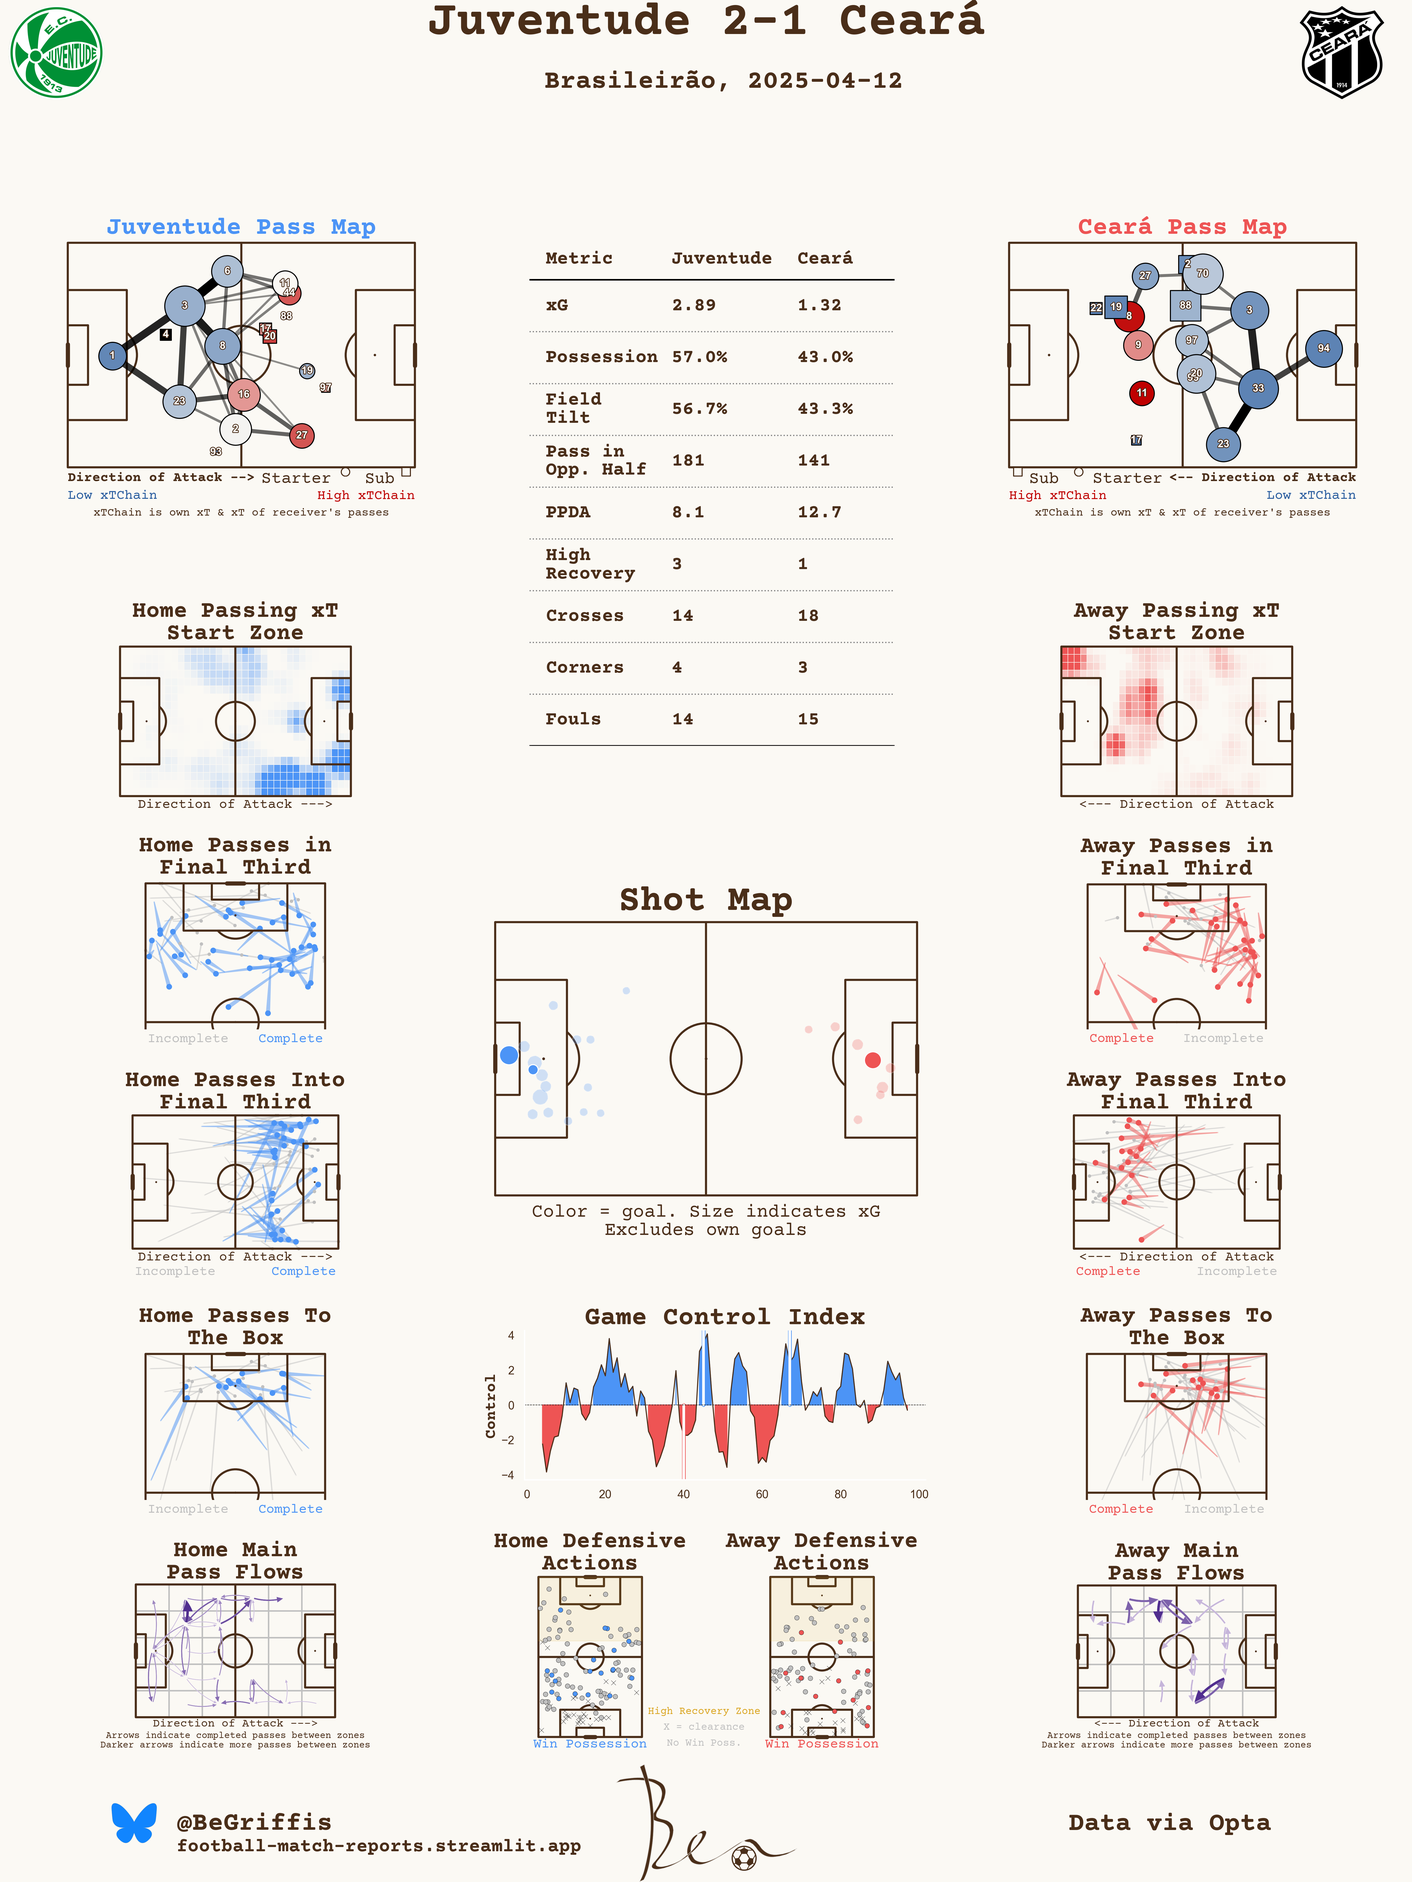 Juventude 2-1 Ceará
Brasileirão, 2025-04-12
E.C.
JUVENTUDE
1913
CEARÁ
1914
Juventude Pass Map
6
11
44
3
88
4
17
20
8
1
19
97
16
23
2
27
93
Direction of Attack --> Starter Sub
Low xTChain High xTChain
xTChain is own xT & xT of receiver's passes
Metric Juventude Ceará
xG 2.89 1.32
Possession 57.0% 43.0%
Field
Tilt 56.7% 43.3%
Pass in
Opp. Half 181 141
PPDA 8.1 12.7
High
Recovery 3 1
Crosses 14 18
Corners 4 3
Fouls 14 15
Ceará Pass Map
27
2
70
22
19
8
88
3
9
97
94
20
11
33
17
23
Sub Starter <-- Direction of Attack
High xTChain Low xTChain
xTChain is own xT & xT of receiver's passes
Home Passing xT
Start Zone
Direction of Attack --->
Away Passing xT
Start Zone
<--- Direction of Attack
Home Passes in
Final Third
Incomplete Complete
Away Passes in
Final Third
Complete Incomplete
Shot Map
Color = goal. Size indicates xG
Excludes own goals
Home Passes Into
Final Third
Direction of Attack --->
Incomplete Complete
Away Passes Into
Final Third
<--- Direction of Attack
Complete Incomplete
Home Passes To
The Box
Incomplete Complete
Game Control Index
Control
4
2
0
−2
−4
0 20 40 60 80 100
Away Passes To
The Box
Complete Incomplete
Home Main
Pass Flows
Direction of Attack --->
Arrows indicate completed passes between zones
Darker arrows indicate more passes between zones
Home Defensive
Actions
Win Possession
Away Defensive
Actions
Win Possession
High Recovery Zone
X = clearance
No Win Poss.
Away Main
Pass Flows
<--- Direction of Attack
Arrows indicate completed passes between zones
Darker arrows indicate more passes between zones
@BeGriffis
football-match-reports.streamlit.app
Ben
Data via Opta